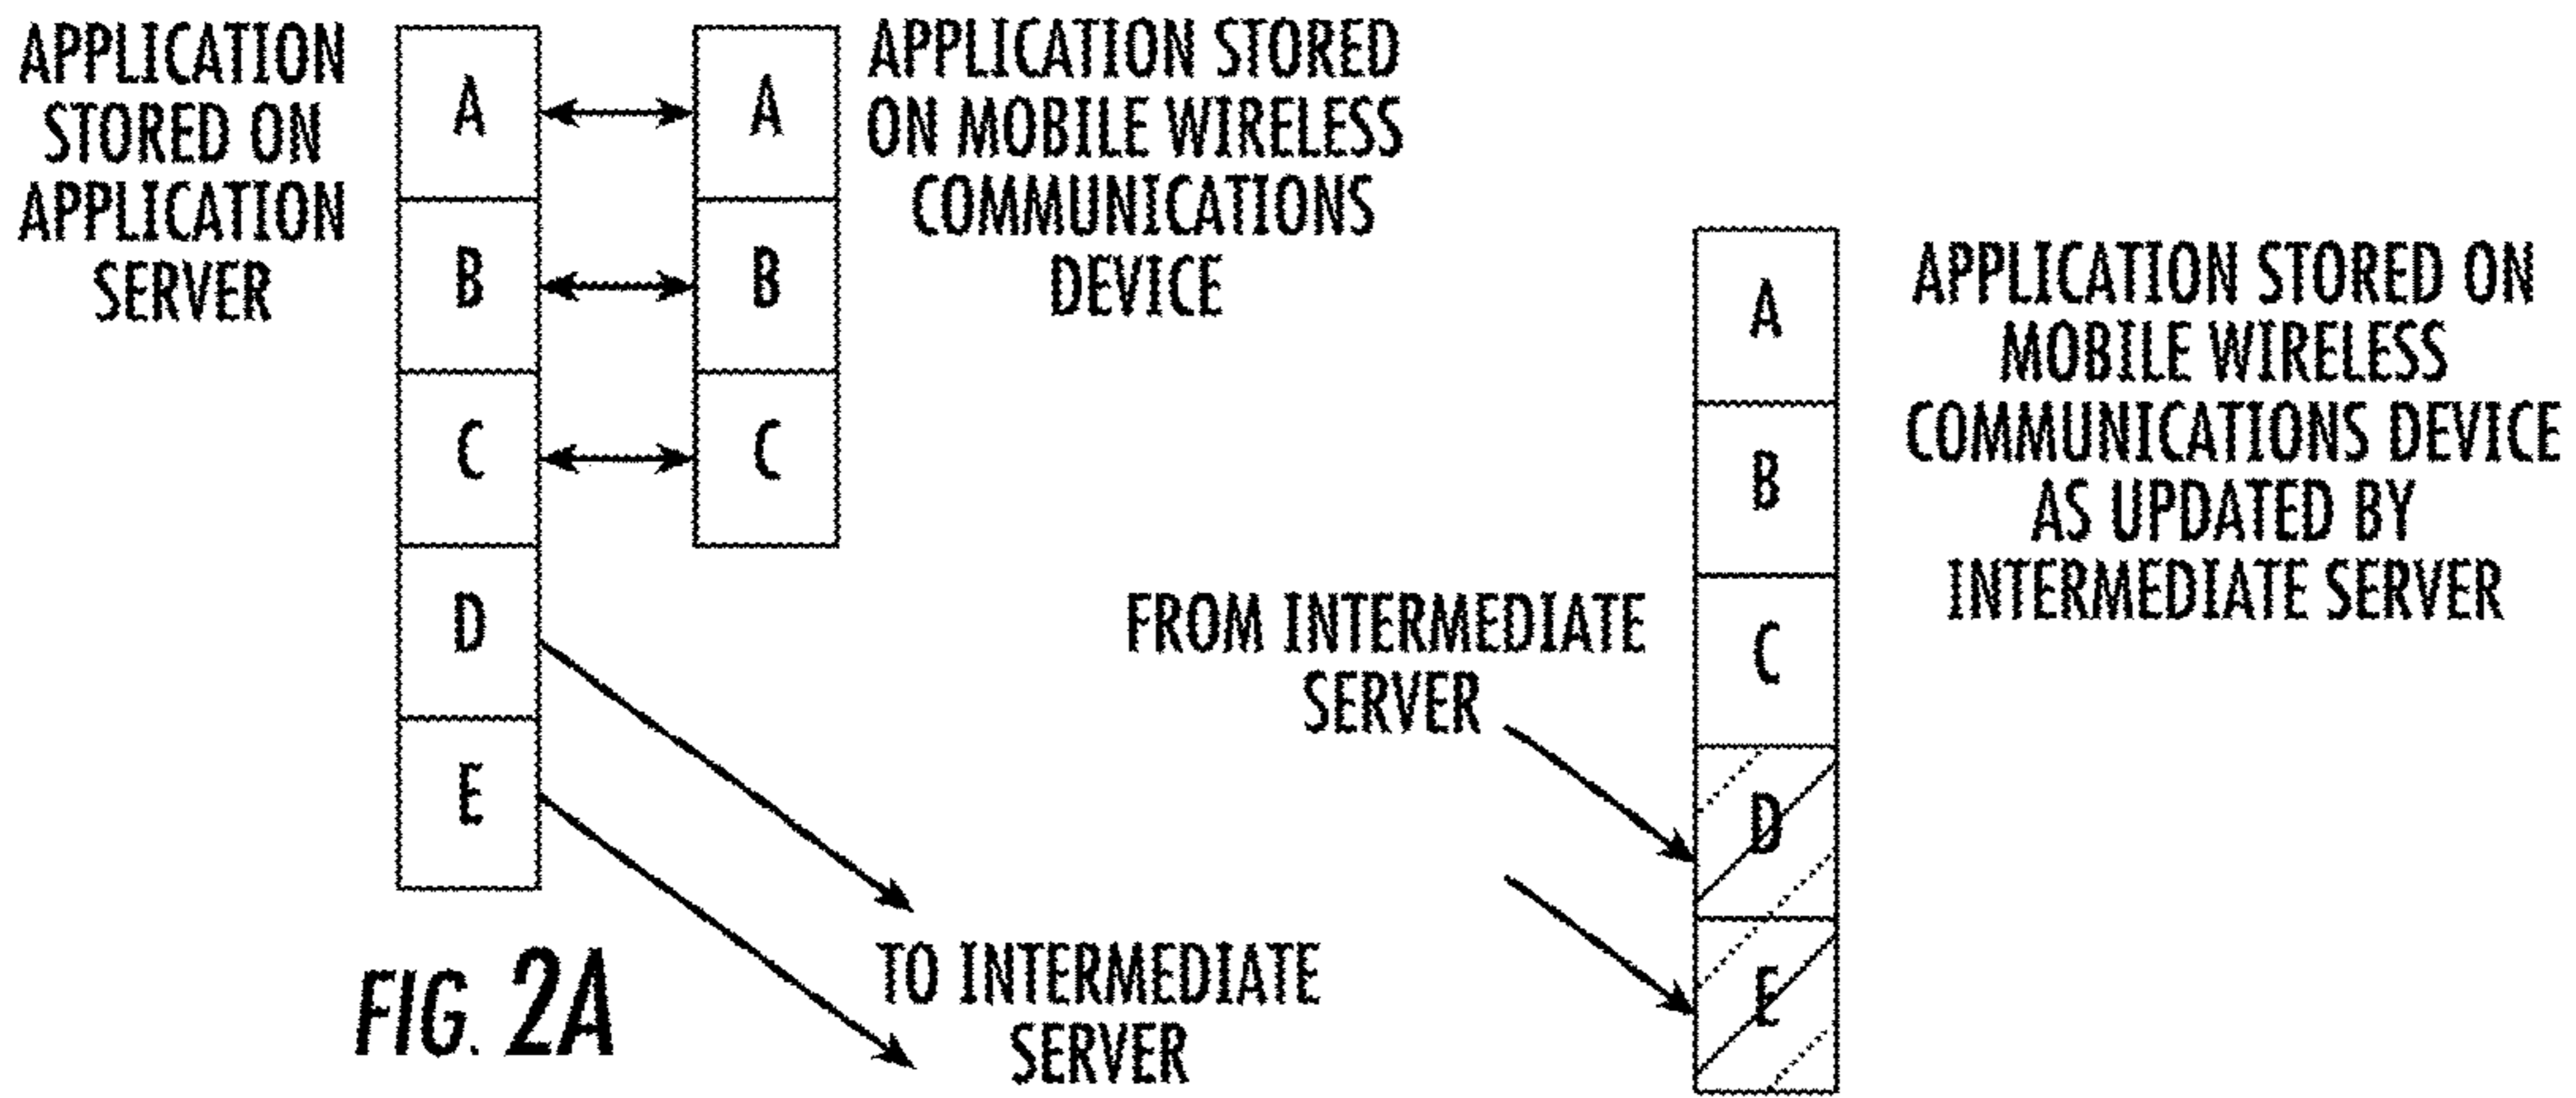 APPLICATION
STORED ON
APPLICATION
SERVER
A
B
C
D
E
A
B
C
APPLICATION STORED
ON MOBILE WIRELESS
COMMUNICATIONS
DEVICE
TO INTERMEDIATE
SERVER
FIG. 2A
FROM INTERMEDIATE
SERVER
A
B
C
D
E
APPLICATION STORED ON
MOBILE WIRELESS
COMMUNICATIONS DEVICE
AS UPDATED BY
INTERMEDIATE SERVER